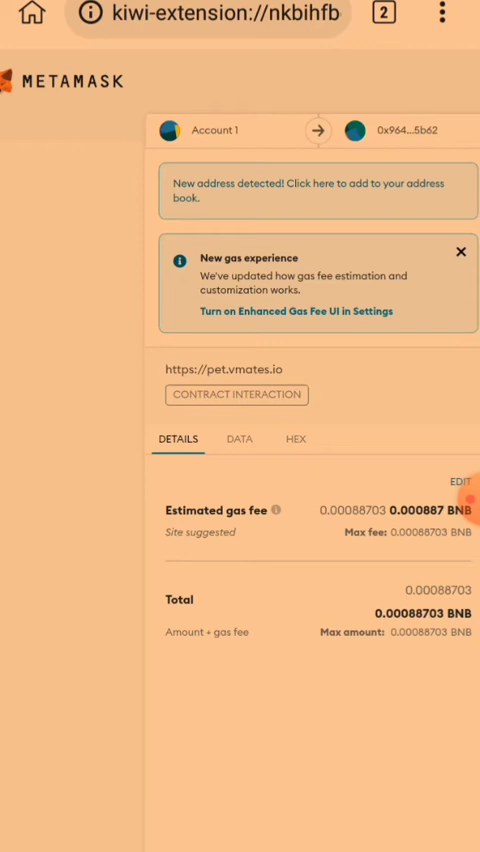 kiwi-extension://nkbihfb
2
METAMASK
Account 1
0x964...5b62
New address detected! Click here to add to your address
book.
New gas experience
We've updated how gas fee estimation and
customization works.
Turn on Enhanced Gas Fee UI in Settings
https://pet.vmates.io
CONTRACT INTERACTION
DETAILS DATA HEX
EDIT
Estimated gas fee 0.00088703 0.000887 BNB
Site suggested Max fee: 0.00088703 BNB
0.00088703
Total
0.00088703 BNB
Amount + gas fee Max amount: 0.00088703 BNB